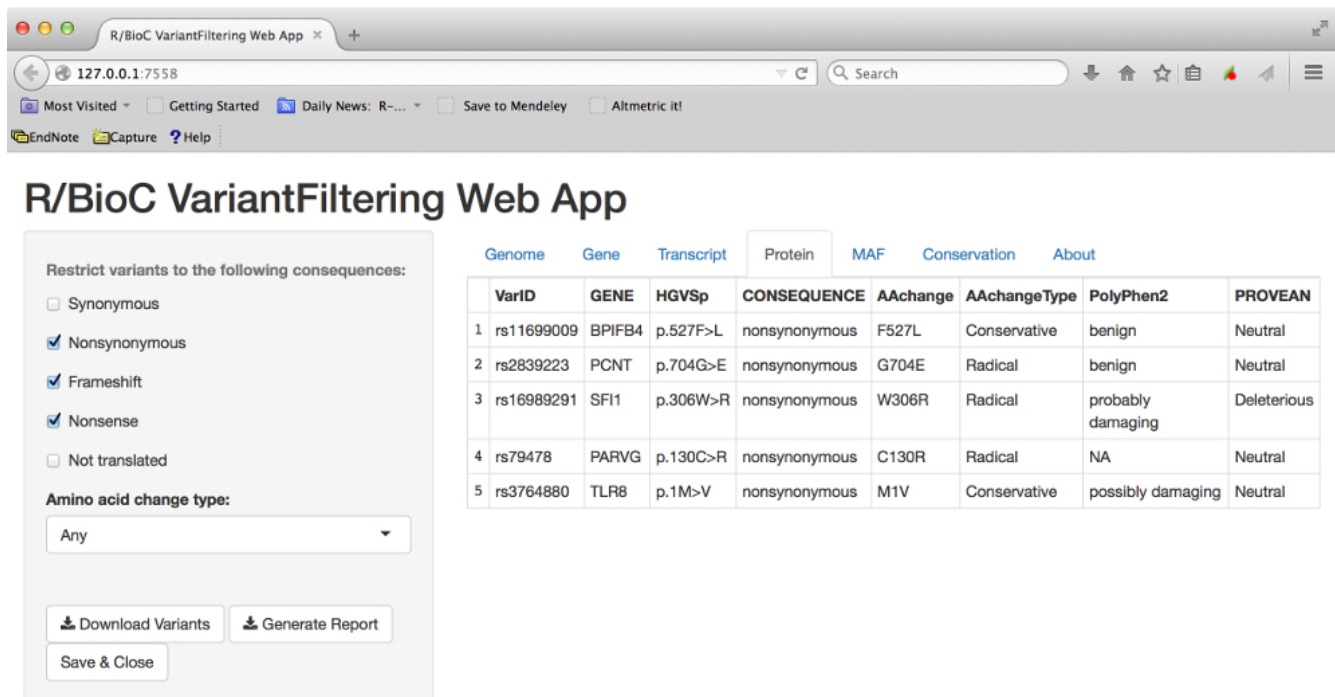 R/BioC VariantFiltering Web App × +
127.0.0.1:7558 Search
Most Visited Getting Started Daily News: R-... Save to Mendeley Altmetric it!
EndNote Capture ? Help
R/BioC VariantFiltering Web App
Restrict variants to the following consequences:
Synonymous
Nonsynonymous
Frameshift
Nonsense
Not translated
Amino acid change type:
Any
Download Variants Generate Report
Save & Close
Genome Gene Transcript Protein MAF Conservation About
VarID GENE HGVSp CONSEQUENCE AAchange AAchangeType PolyPhen2 PROVEAN
1 rs11699009 BPIFB4 p.527F>L nonsynonymous F527L Conservative benign Neutral
2 rs2839223 PCNT p.704G>E nonsynonymous G704E Radical benign Neutral
3 rs16989291 SFI1 p.306W>R nonsynonymous W306R Radical probably Deleterious
damaging
4 rs79478 PARVG p.130C>R nonsynonymous C130R Radical NA Neutral
5 rs3764880 TLR8 p.1M>V nonsynonymous M1V Conservative possibly damaging Neutral